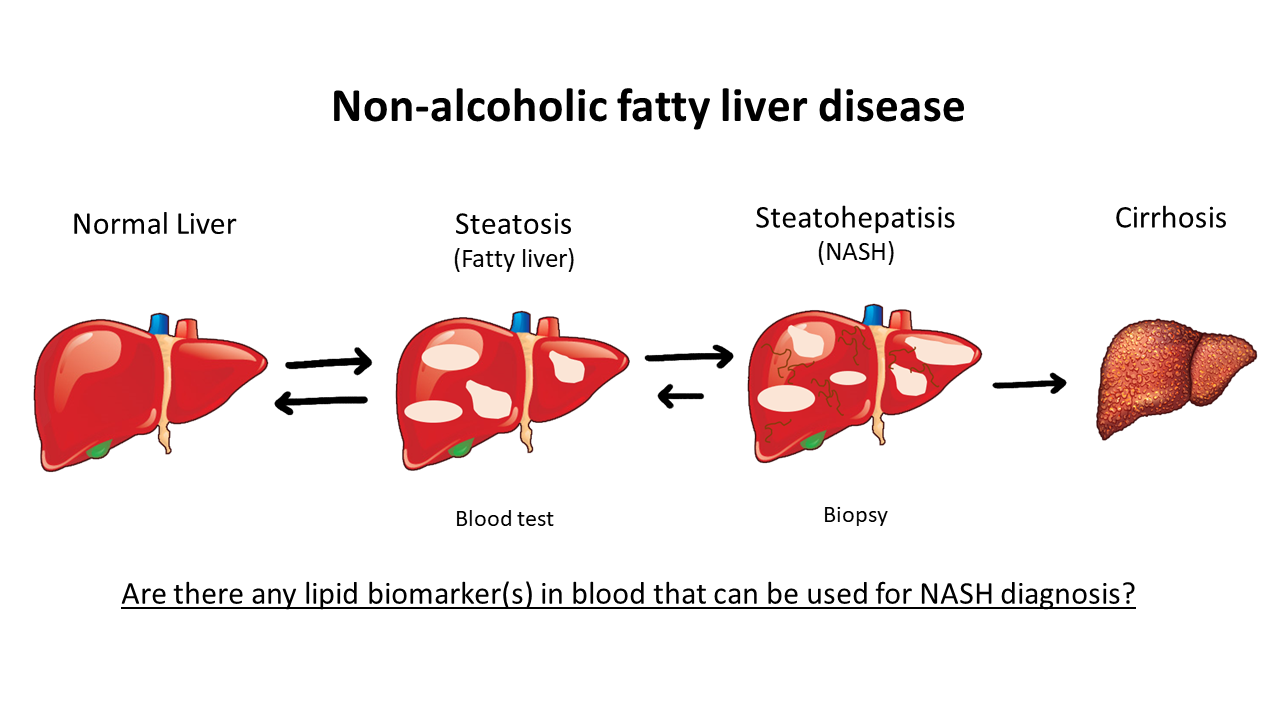 Non-alcoholic fatty liver disease
Normal Liver
Steatosis
(Fatty liver)
Steatohepatisis
(NASH)
Cirrhosis
Blood test
Biopsy
Are there any lipid biomarker(s) in blood that can be used for NASH diagnosis?